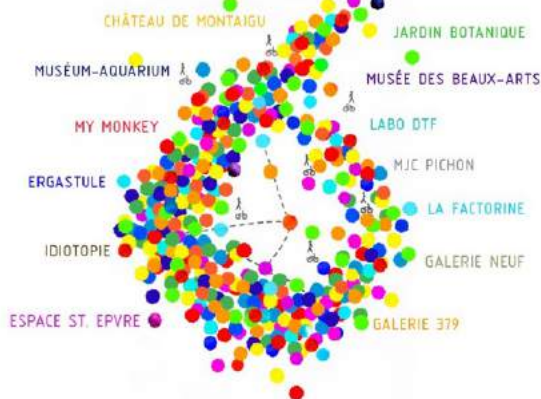 CHÂTEAU DE MONTAIGU
JARDIN BOTANIQUE
MUSÉUM-AQUARIUM
MUSÉE DES BEAUX-ARTS
MY MONKEY
LABO DTF
MJC PICHON
ERGASTULE
LA FACTORINE
IDIOTOPIE
GALERIE NEUF
ESPACE ST. EPVRE
GALERIE 379